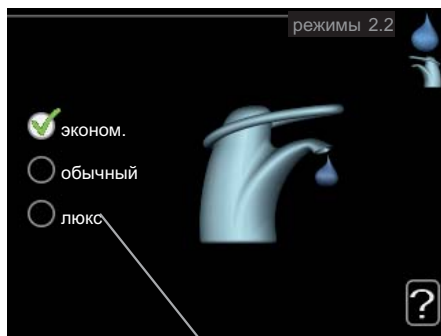 режимы 2.2
эконом.
обычный
люкс
?